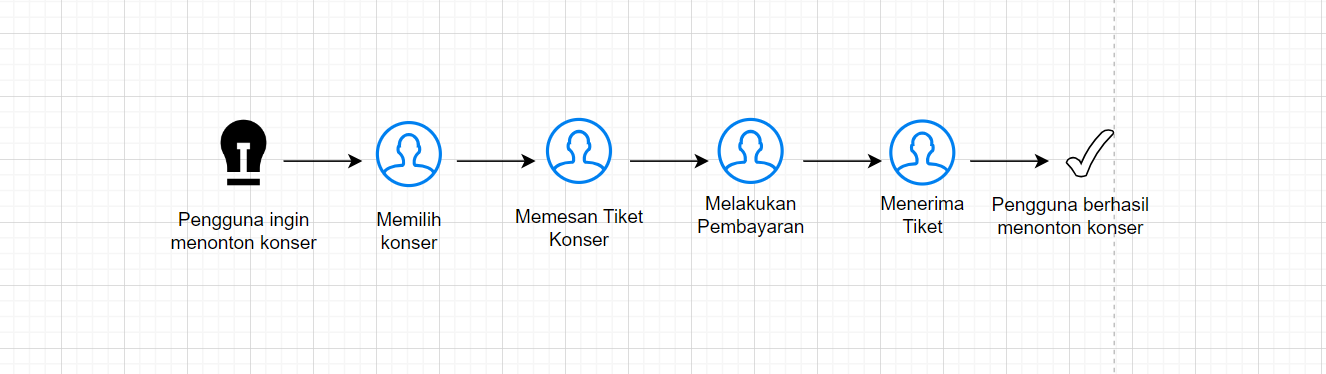 Pengguna ingin
menonton konser
Memilih
konser
Memesan Tiket
Konser
Melakukan
Pembayaran
Menerima
Tiket
Pengguna berhasil
menonton konser